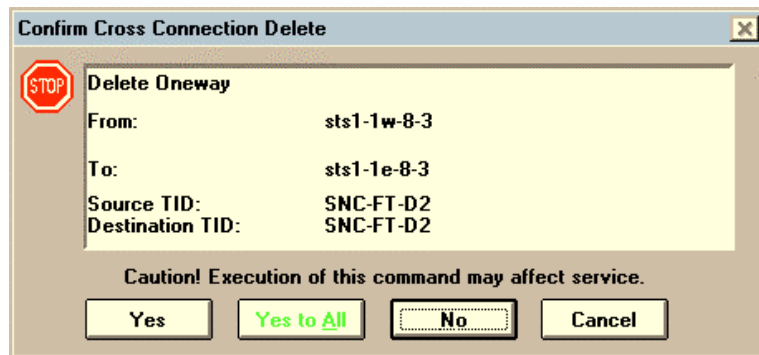 Confirm Cross Connection Delete
STOP
Delete Oneway
From: sts1-1w-8-3
To: sts1-1e-8-3
Source TID: SNC-FT-D2
Destination TID: SNC-FT-D2
Caution! Execution of this command may affect service.
Yes Yes to All No Cancel